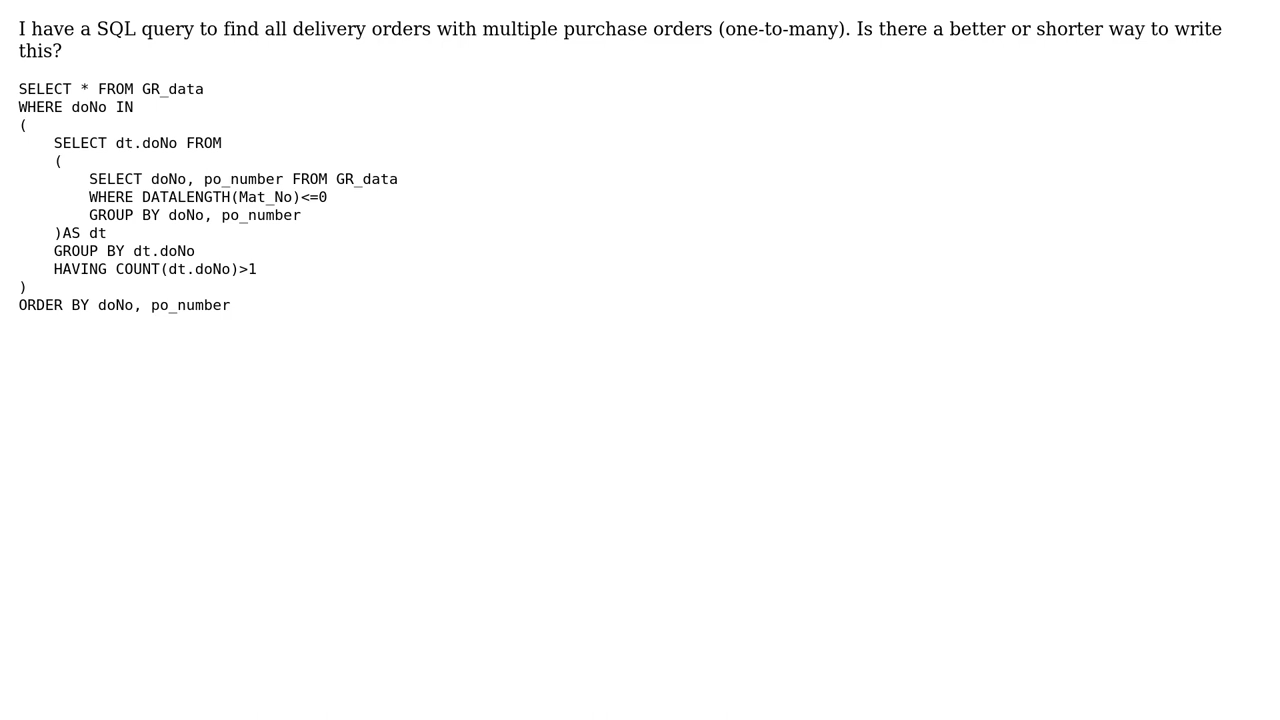 I have a SQL query to find all delivery orders with multiple purchase orders (one-to-many). Is there a better or shorter way to write
this?
SELECT * FROM GR_data
WHERE doNo IN
(
    SELECT dt.doNo FROM
    (
        SELECT doNo, po_number FROM GR_data
        WHERE DATALENGTH(Mat_No)<=0
        GROUP BY doNo, po_number
    )AS dt
    GROUP BY dt.doNo
    HAVING COUNT(dt.doNo)>1
)
ORDER BY doNo, po_number